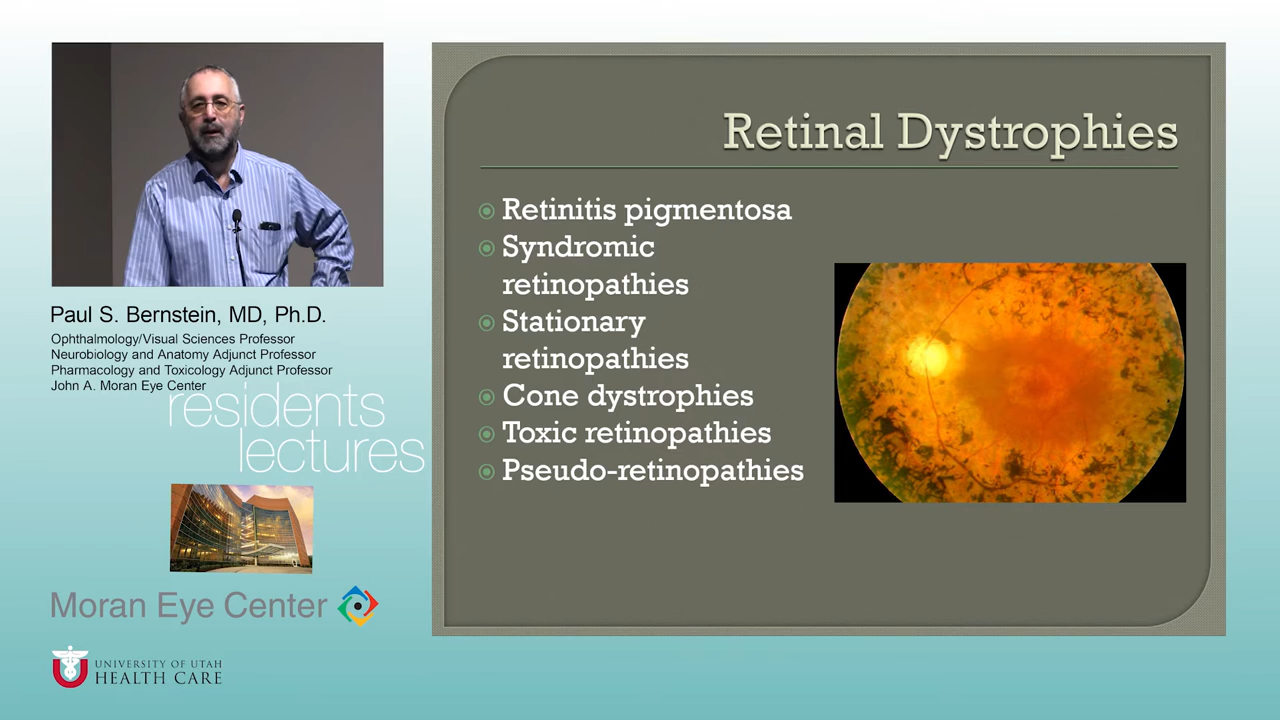 Paul S. Bernstein, MD, Ph.D.
Ophthalmology/Visual Sciences Professor
Neurobiology and Anatomy Adjunct Professor
Pharmacology and Toxicology Adjunct Professor
John A. Moran Eye Center
residents
lectures
Moran Eye Center
UNIVERSITY OF UTAH
HEALTH CARE
Retinal Dystrophies
Retinitis pigmentosa
Syndromic
retinopathies
Stationary
retinopathies
Cone dystrophies
Toxic retinopathies
Pseudo-retinopathies